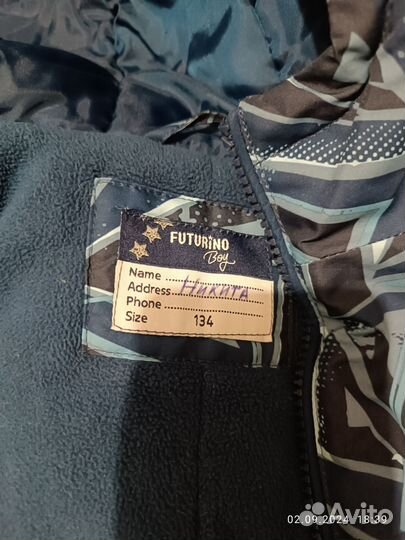 FUTURiNO
Boy
Name
Address Никита
Phone
Size 134
02.09.2024 18:39
Avito